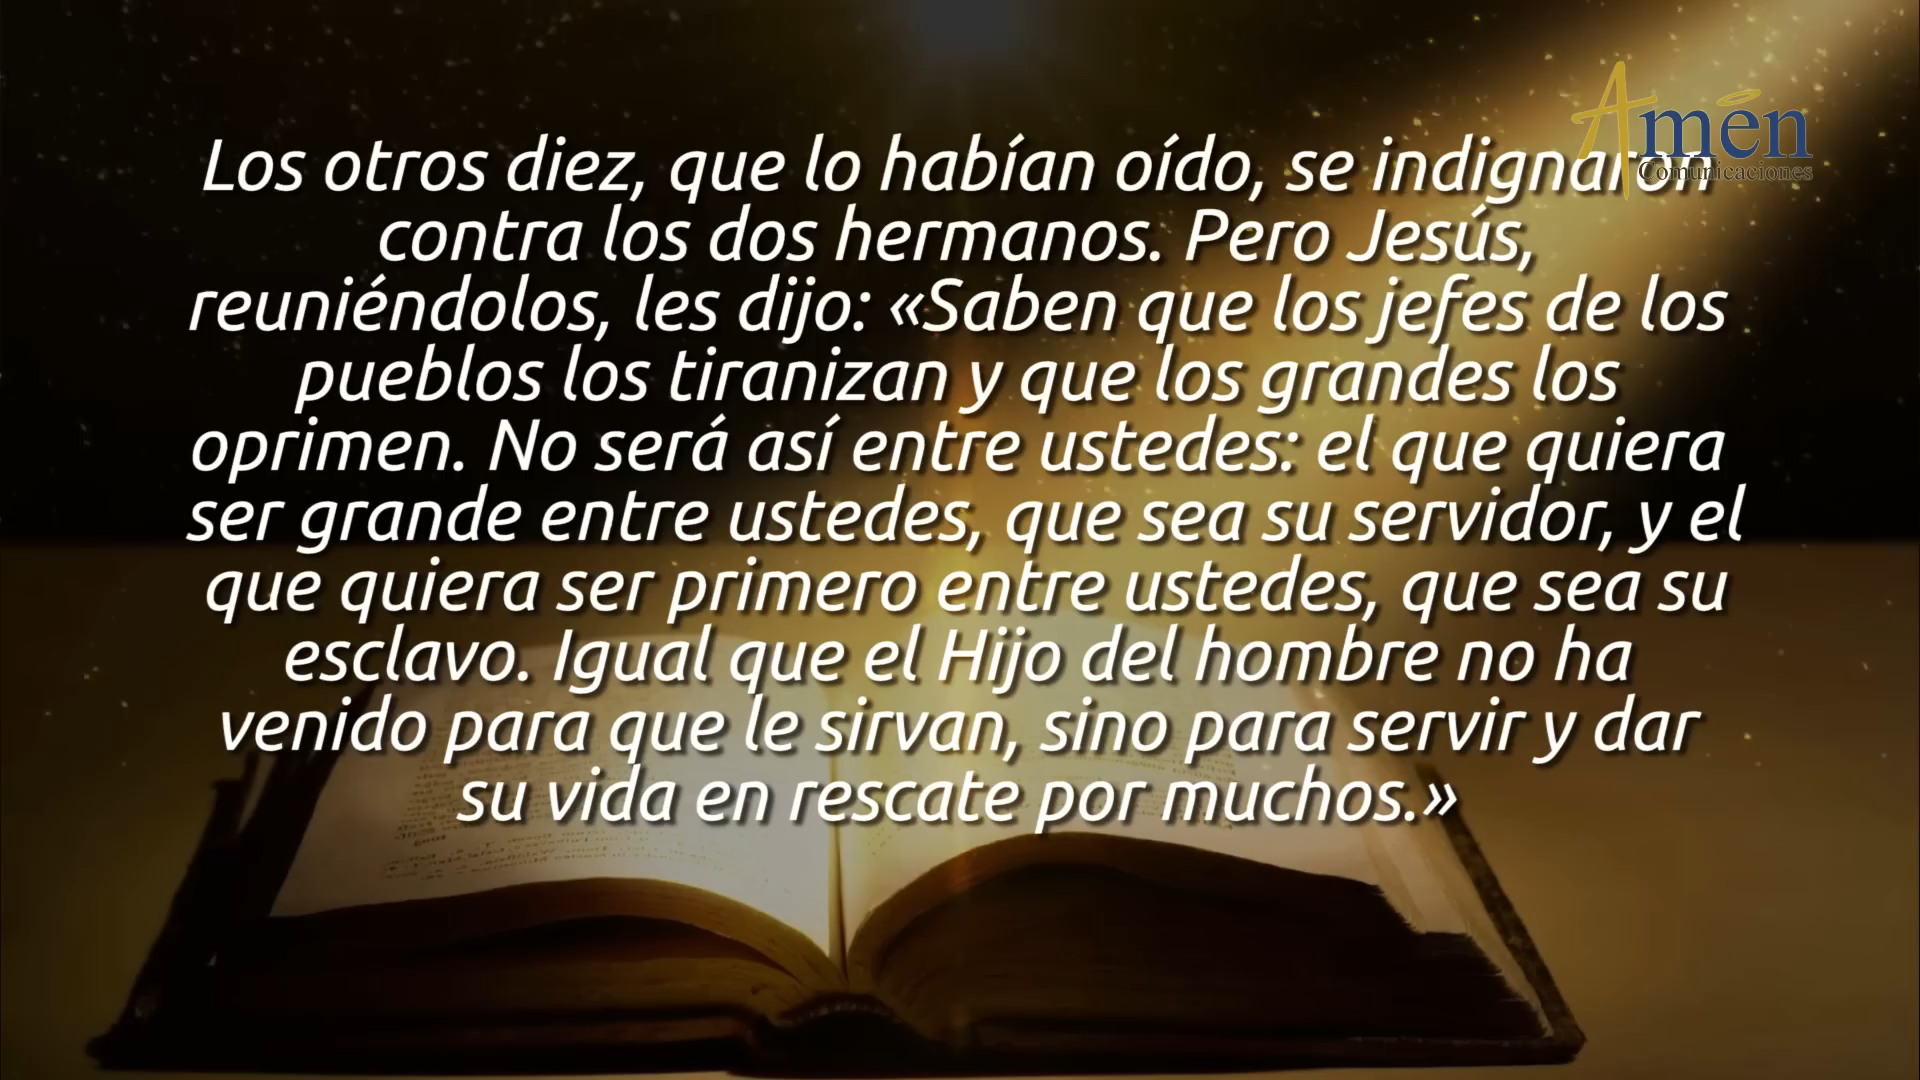 Amén
Comunicaciones
Los otros diez, que lo habían oído, se indignaron
contra los dos hermanos. Pero Jesús,
reuniéndolos, les dijo: «Saben que los jefes de los
pueblos los tiranizan y que los grandes los
oprimen. No será así entre ustedes: el que quiera
ser grande entre ustedes, que sea su servidor, y el
que quiera ser primero entre ustedes, que sea su
esclavo. Igual que el Hijo del hombre no ha
venido para que le sirvan, sino para servir y dar
su vida en rescate por muchos.»